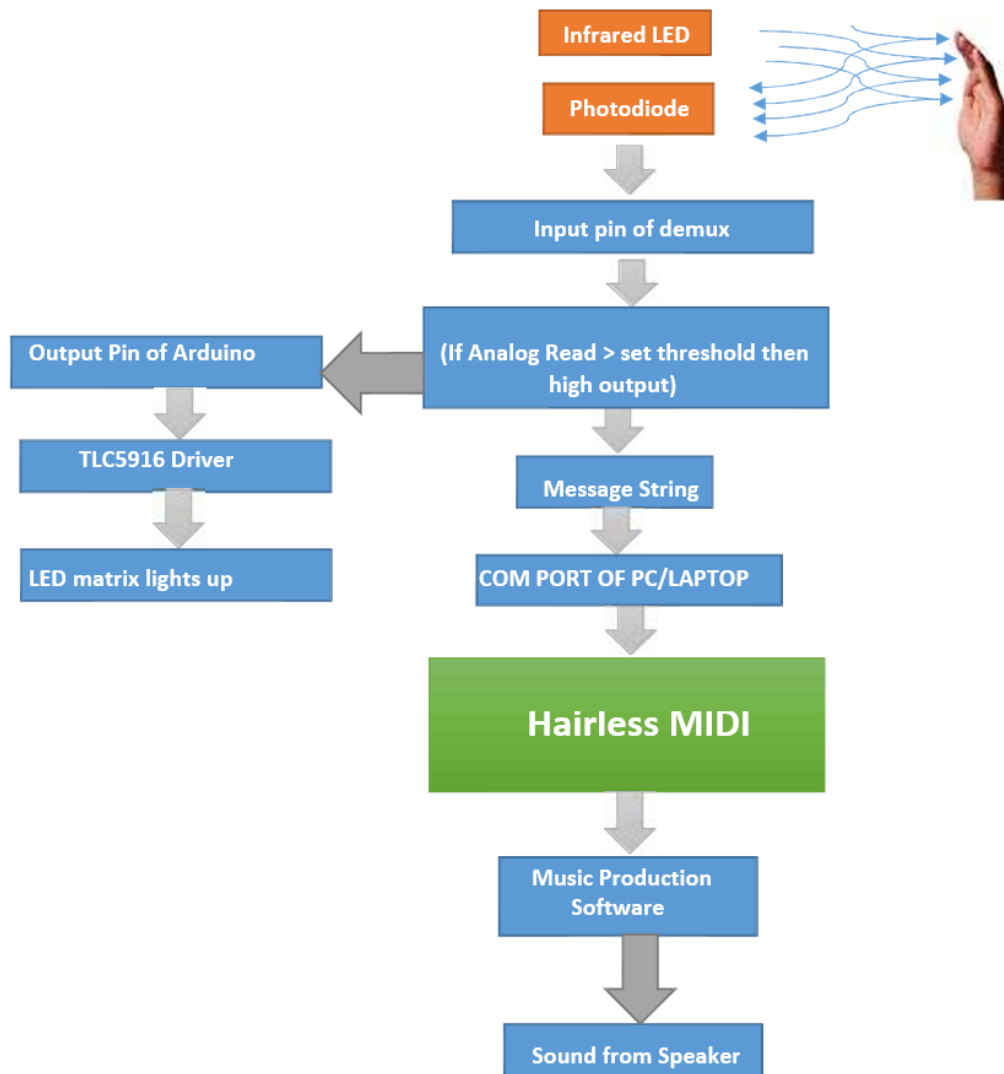 Infrared LED
Photodiode
Input pin of demux
(If Analog Read > set threshold then
high output)
Output Pin of Arduino
TLC5916 Driver
LED matrix lights up
Message String
COM PORT OF PC/LAPTOP
Hairless MIDI
Music Production
Software
Sound from Speaker